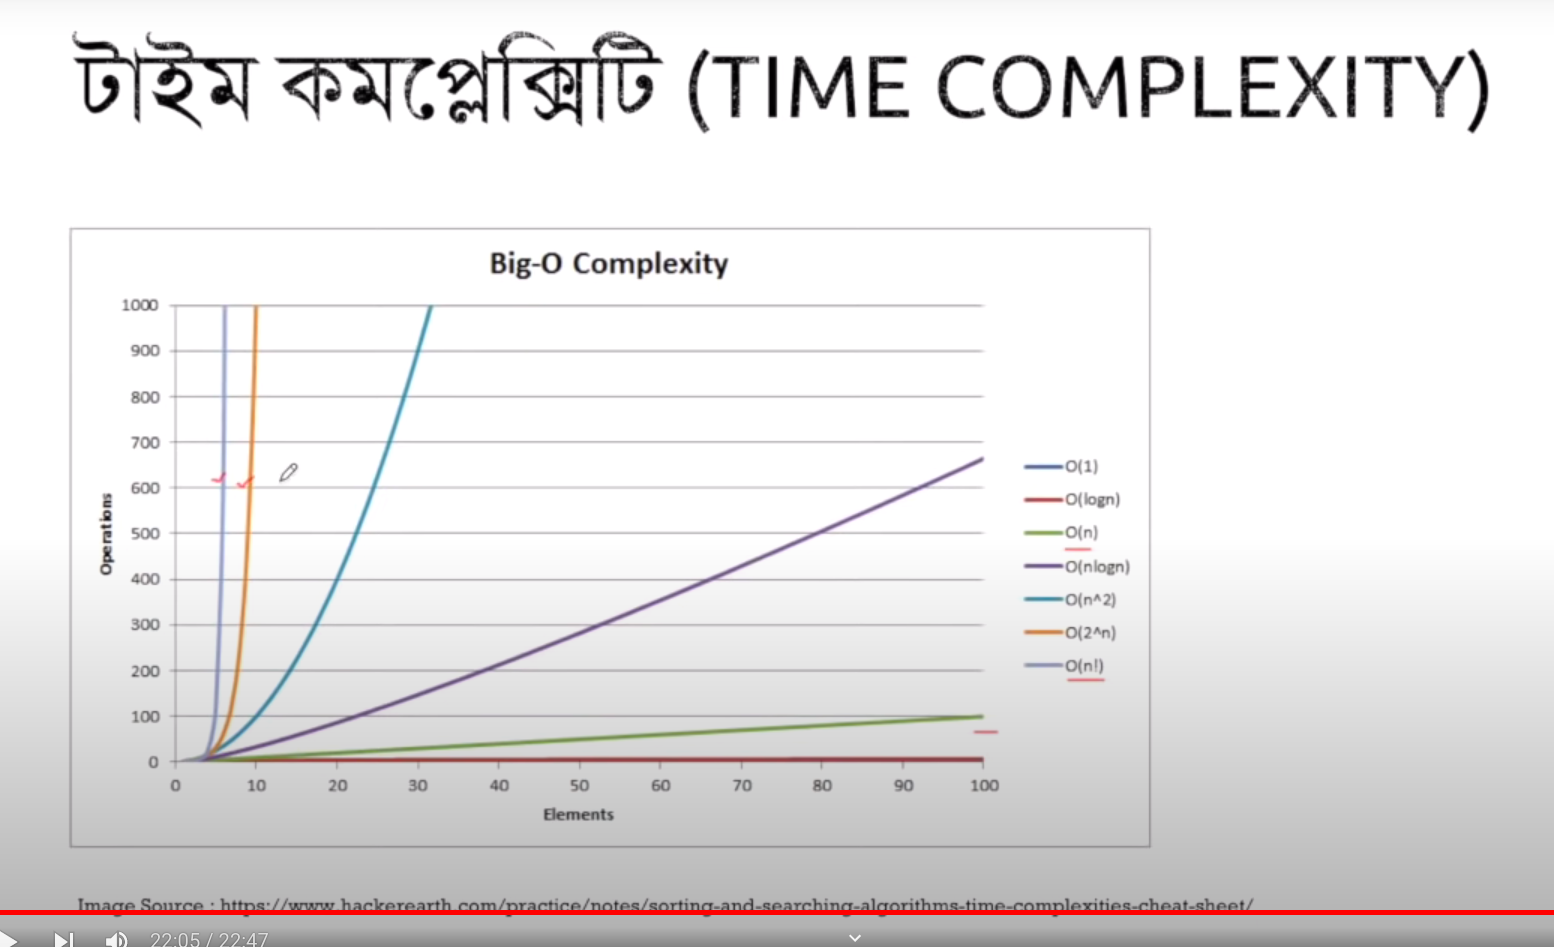 টাইম কমপ্লেক্সিটি (TIME COMPLEXITY)
Big-O Complexity
1000
900
800
700
600
500
400
300
200
100
0
Operations
0 10 20 30 40 50 60 70 80 90 100
Elements
O(1)
O(logn)
O(n)
O(nlogn)
O(n^2)
O(2^n)
O(n!)
Image Source : https://www.hackerearth.com/practice/notes/sorting-and-searching-algorithms-time-complexities-cheat-sheet/
22:05 / 22:47